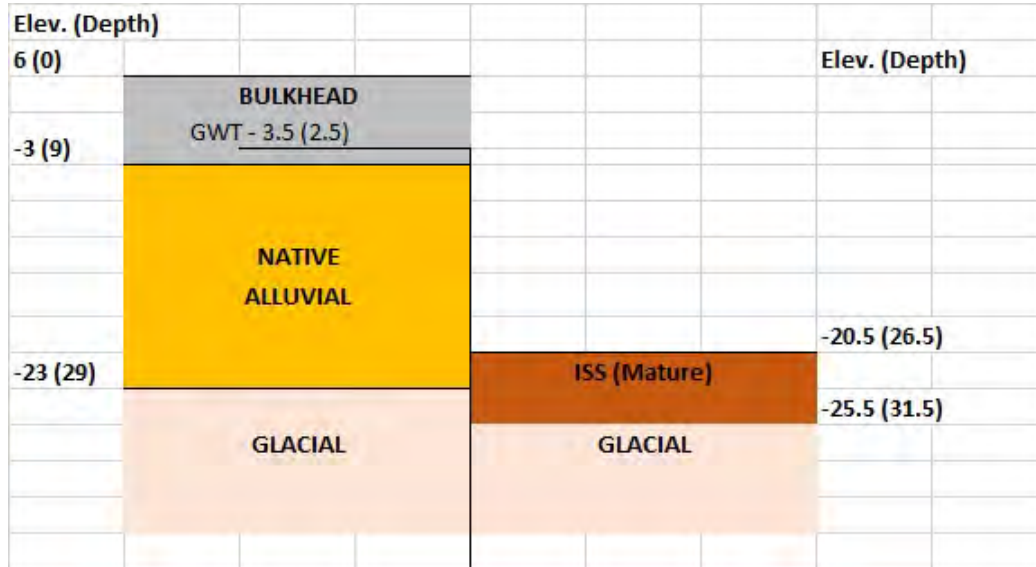 Elev. (Depth)
6 (0)
Elev. (Depth)
BULKHEAD
GWT - 3.5 (2.5)
-3 (9)
NATIVE
ALLUVIAL
-20.5 (26.5)
-23 (29)
ISS (Mature)
-25.5 (31.5)
GLACIAL
GLACIAL